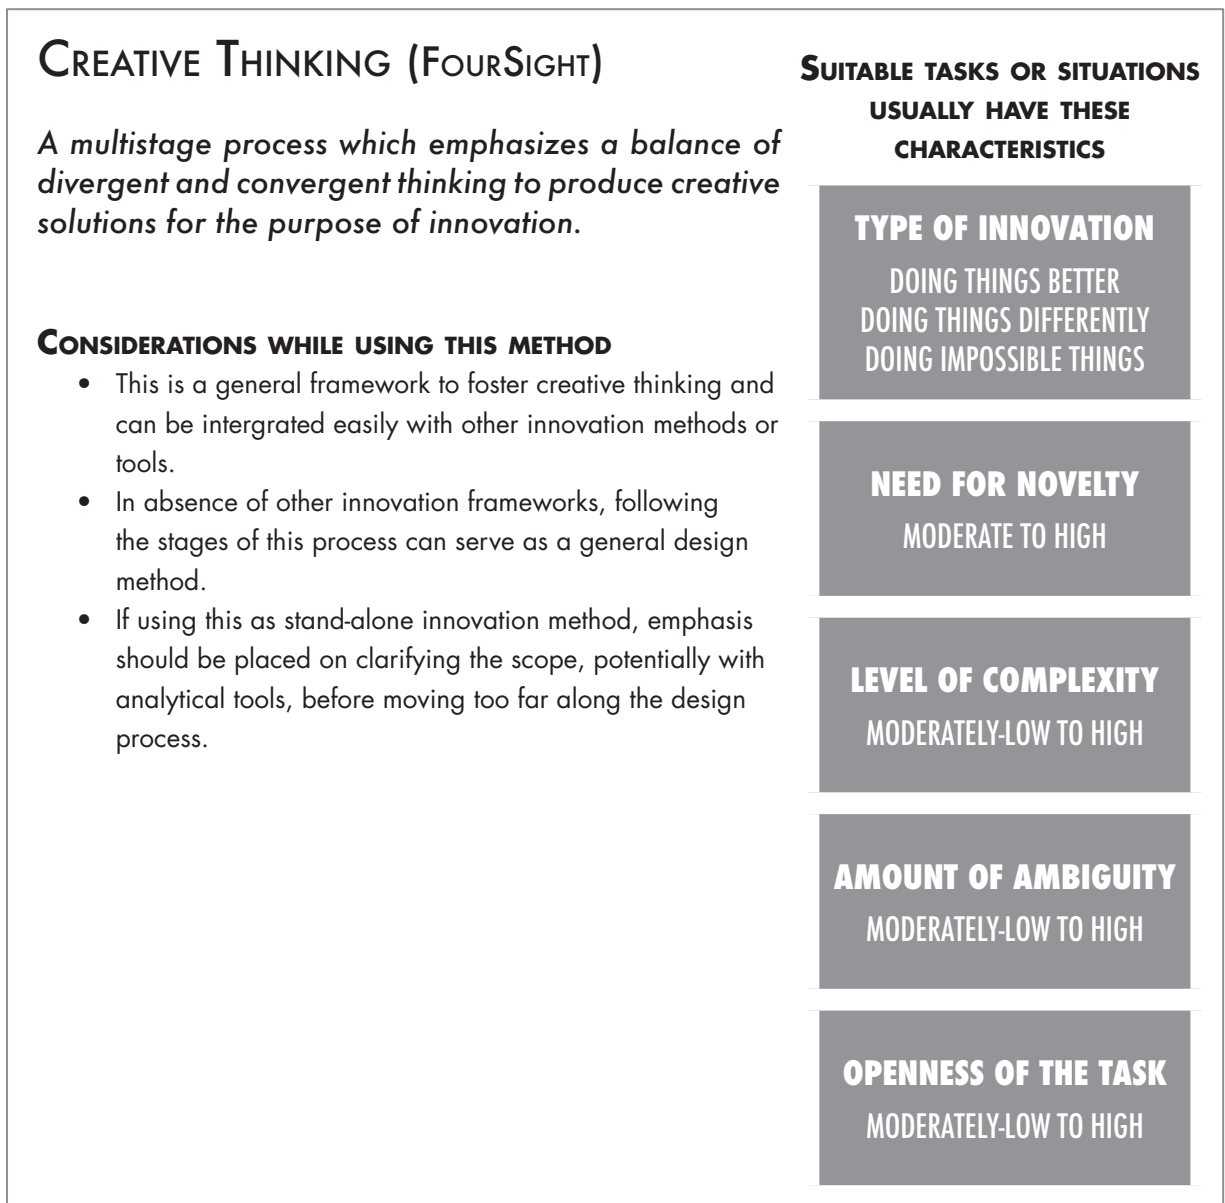 CREATIVE THINKING (FOURSIGHT)
A multistage process which emphasizes a balance of
divergent and convergent thinking to produce creative
solutions for the purpose of innovation.
CONSIDERATIONS WHILE USING THIS METHOD
• This is a general framework to foster creative thinking and
can be intergrated easily with other innovation methods or
tools.
• In absence of other innovation frameworks, following
the stages of this process can serve as a general design
method.
• If using this as stand-alone innovation method, emphasis
should be placed on clarifying the scope, potentially with
analytical tools, before moving too far along the design
process.
SUITABLE TASKS OR SITUATIONS
USUALLY HAVE THESE
CHARACTERISTICS
TYPE OF INNOVATION
DOING THINGS BETTER
DOING THINGS DIFFERENTLY
DOING IMPOSSIBLE THINGS
NEED FOR NOVELTY
MODERATE TO HIGH
LEVEL OF COMPLEXITY
MODERATELY-LOW TO HIGH
AMOUNT OF AMBIGUITY
MODERATELY-LOW TO HIGH
OPENNESS OF THE TASK
MODERATELY-LOW TO HIGH